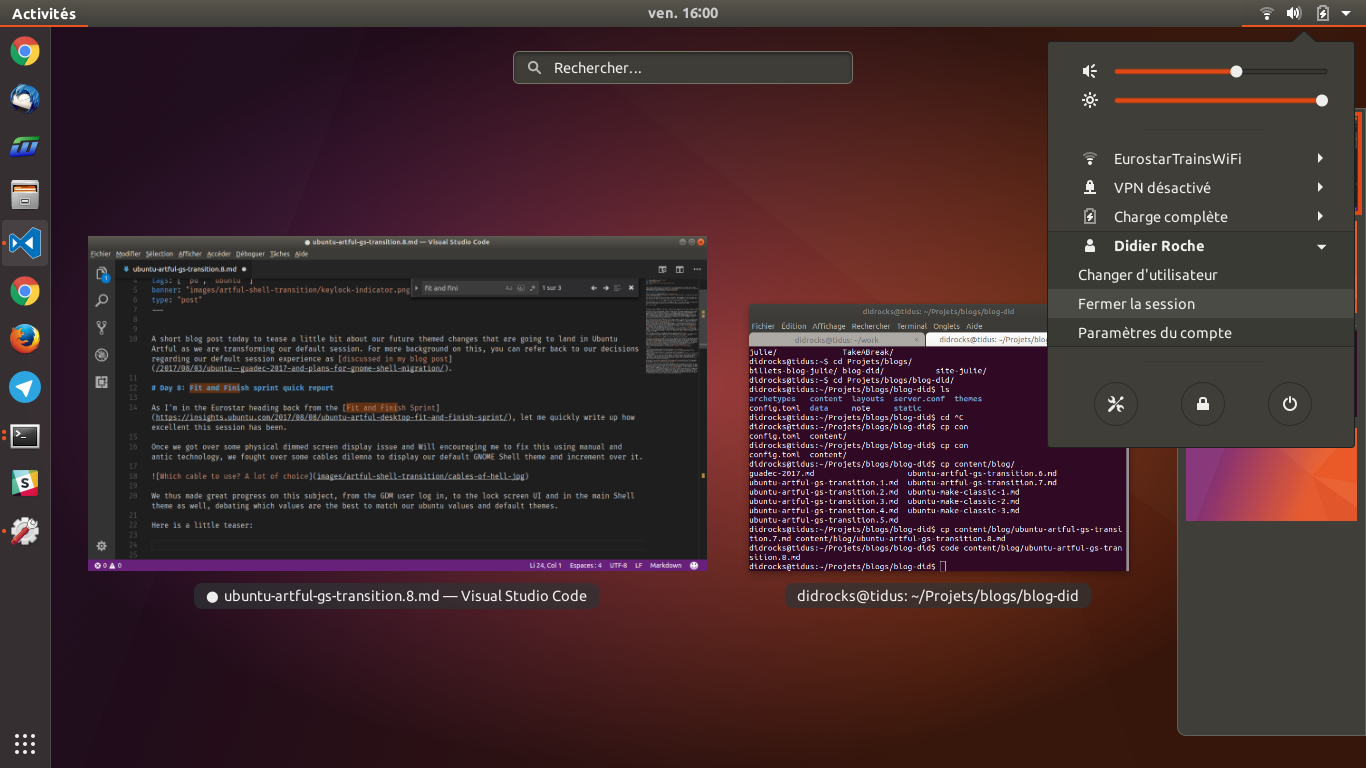 Activités
ven. 16:00
Rechercher...
EurostarTrainsWiFi
VPN désactivé
Charge complète
Didier Roche
Changer d'utilisateur
Fermer la session
Paramètres du compte
● ubuntu-artful-gs-transition.8.md — Visual Studio Code
Fichier Modifier Sélection Afficher Accéder Déboguer Tâches Aide
ubuntu-artful-gs-transition.8.md ●
Fit and Fini
1 sur 3
banner: "images/artful-shell-transition/keylock-indicator.png
6 type: "post"
7 ---
8
9
10 A short blog post today to tease a little bit about our future themed changes that are going to land in Ubuntu
Artful as we are transforming our default session. For more background on this, you can refer back to our decisions
regarding our default session experience as [discussed in my blog post]
(/2017/08/03/ubuntu--guadec-2017-and-plans-for-gnome-shell-migration/).
11
12 # Day 8: Fit and Finish sprint quick report
13
14 As I'm in the Eurostar heading back from the [Fit and Finish Sprint]
(https://insights.ubuntu.com/2017/08/08/ubuntu-artful-desktop-fit-and-finish-sprint/), let me quickly write up how
excellent this session has been.
15
16 Once we got over some physical dimmed screen display issue and Will encouraging me to fix this using manual and
antic technology, we fought over some cables dilemna to display our default GNOME Shell theme and increment over it.
17
18 ![Which cable to use? A lot of choice](images/artful-shell-transition/cables-of-hell-jpg)
19
20 We thus made great progress on this subject, from the GDM user log in, to the lock screen UI and in the main Shell
theme as well, debating which values are the best to match our ubuntu values and default themes.
21
22 Here is a little teaser:
23
24
25
0 0
Li 24, Col 1 Espaces : 4 UTF-8 LF Markdown
● ubuntu-artful-gs-transition.8.md — Visual Studio Code
didrocks@tidus: ~/Projets/blogs/blog-did
Fichier Édition Affichage Rechercher Terminal Onglets Aide
didrocks@tidus: ~/work × didrocks@tidus: ~/Projets/blo
julie/ TakeABreak/
didrocks@tidus:~$ cd Projets/blogs/
billets-blog-julie/ blog-did/ site-julie/
didrocks@tidus:~$ cd Projets/blogs/blog-did/
didrocks@tidus:~/Projets/blogs/blog-did$ ls
archetypes content layouts server.conf themes
config.toml data note static
didrocks@tidus:~/Projets/blogs/blog-did$ cd ^C
didrocks@tidus:~/Projets/blogs/blog-did$ cp con
config.toml content/
didrocks@tidus:~/Projets/blogs/blog-did$ cp con
config.toml content/
didrocks@tidus:~/Projets/blogs/blog-did$ cp content/blog/
guadec-2017.md ubuntu-artful-gs-transition.6.md
ubuntu-artful-gs-transition.1.md ubuntu-artful-gs-transition.7.md
ubuntu-artful-gs-transition.2.md ubuntu-make-classic-1.md
ubuntu-artful-gs-transition.3.md ubuntu-make-classic-2.md
ubuntu-artful-gs-transition.4.md ubuntu-make-classic-3.md
ubuntu-artful-gs-transition.5.md
didrocks@tidus:~/Projets/blogs/blog-did$ cp content/blog/ubuntu-artful-gs-transi
tion.7.md content/blog/ubuntu-artful-gs-transition.8.md
didrocks@tidus:~/Projets/blogs/blog-did$ code content/blog/ubuntu-artful-gs-tran
sition.8.md
didrocks@tidus:~/Projets/blogs/blog-did$
didrocks@tidus: ~/Projets/blogs/blog-did